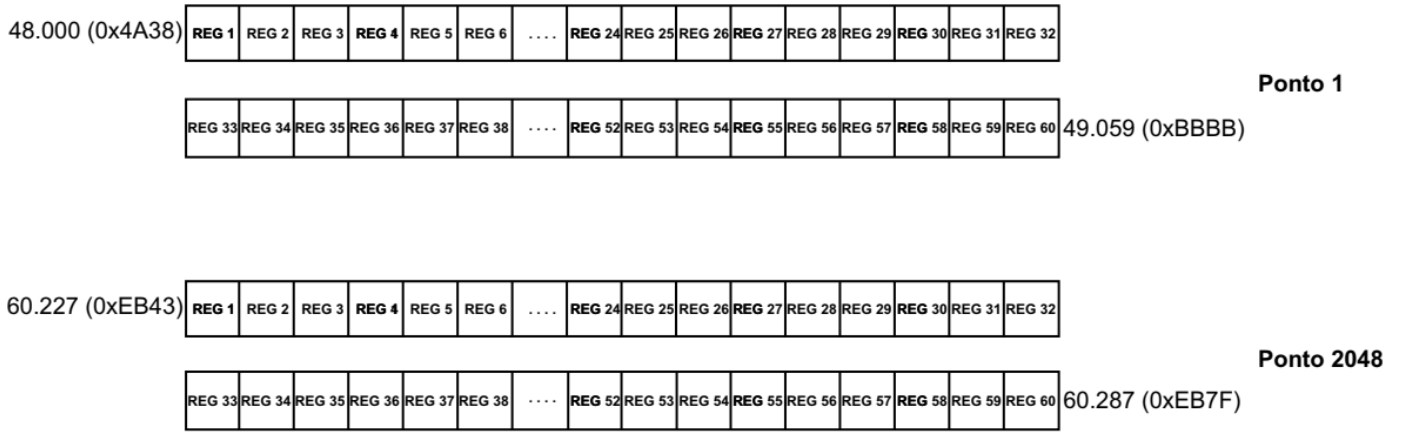 48.000 (0x4A38) REG 1 REG 2 REG 3 REG 4 REG 5 REG 6 .... REG 24 REG 25 REG 26 REG 27 REG 28 REG 29 REG 30 REG 31 REG 32
Ponto 1
REG 33 REG 34 REG 35 REG 36 REG 37 REG 38 .... REG 52 REG 53 REG 54 REG 55 REG 56 REG 57 REG 58 REG 59 REG 60 49.059 (0xBBBB)
60.227 (0xEB43) REG 1 REG 2 REG 3 REG 4 REG 5 REG 6 .... REG 24 REG 25 REG 26 REG 27 REG 28 REG 29 REG 30 REG 31 REG 32
Ponto 2048
REG 33 REG 34 REG 35 REG 36 REG 37 REG 38 .... REG 52 REG 53 REG 54 REG 55 REG 56 REG 57 REG 58 REG 59 REG 60 60.287 (0xEB7F)